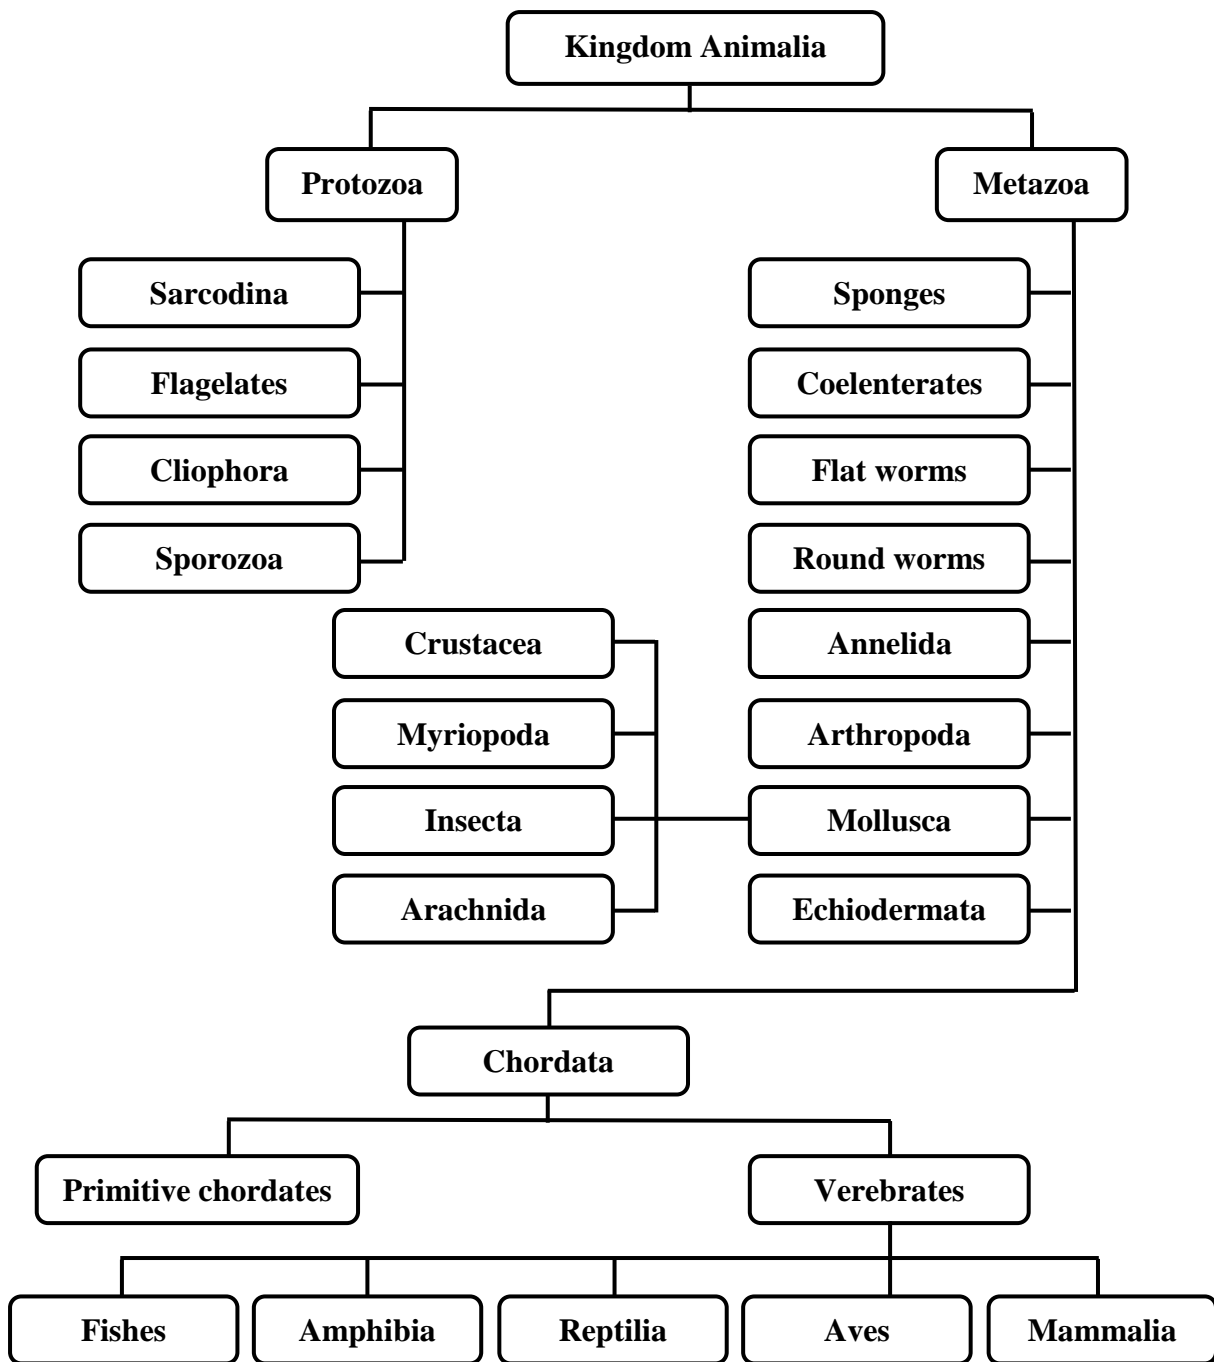 Kingdom Animalia
Protozoa
Metazoa
Sarcodina
Flagelates
Cliophora
Sporozoa
Sponges
Coelenterates
Flat worms
Round worms
Annelida
Arthropoda
Mollusca
Echiodermata
Crustacea
Myriopoda
Insecta
Arachnida
Chordata
Primitive chordates
Verebrates
Fishes
Amphibia
Reptilia
Aves
Mammalia